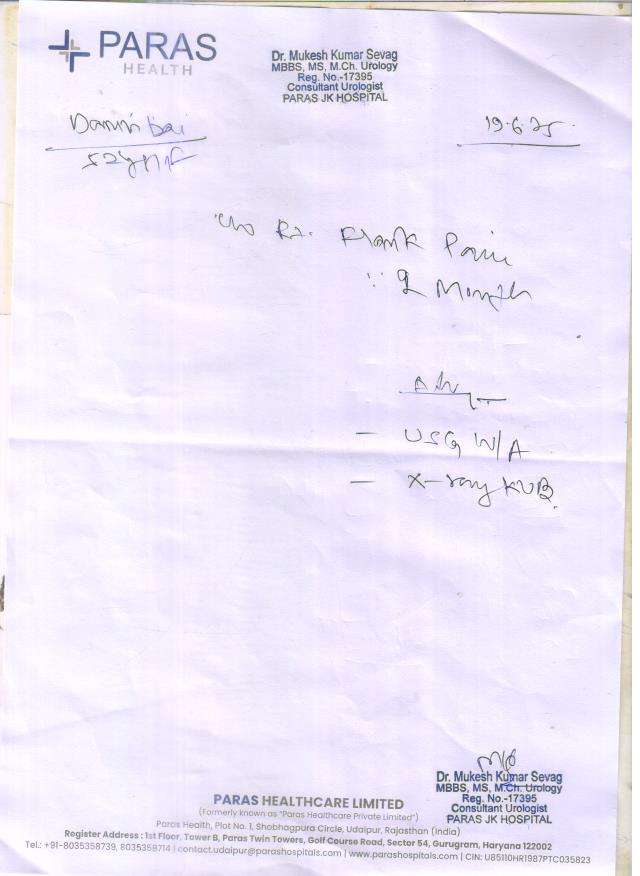 PARAS
HEALTH
Dr. Mukesh Kumar Sevag
MBBS, MS, M.Ch. Urology
Reg. No.-17395
Consultant Urologist
PARAS JK HOSPITAL
bai
19.6.25
c/o Rt. Flank Pain
∵ 2 Month
Adv
- USG W/A
- X-ray KUB
Dr. Mukesh Kumar Sevag
MBBS, MS, M.Ch. Urology
Reg. No.-17395
Consultant Urologist
PARAS JK HOSPITAL
PARAS HEALTHCARE LIMITED
(Formerly known as "Paras Healthcare Private Limited")
Paras Health, Plot No. 1, Shobhagpura Circle, Udaipur, Rajasthan (India)
Register Address : 1st Floor, Tower B, Paras Twin Towers, Golf Course Road, Sector 54, Gurugram, Haryana 122002
Tel.: +91-8035358739, 8035358714 | contact.udaipur@parashospitals.com | www.parashospitals.com | CIN: U85110HR1987PTC035823